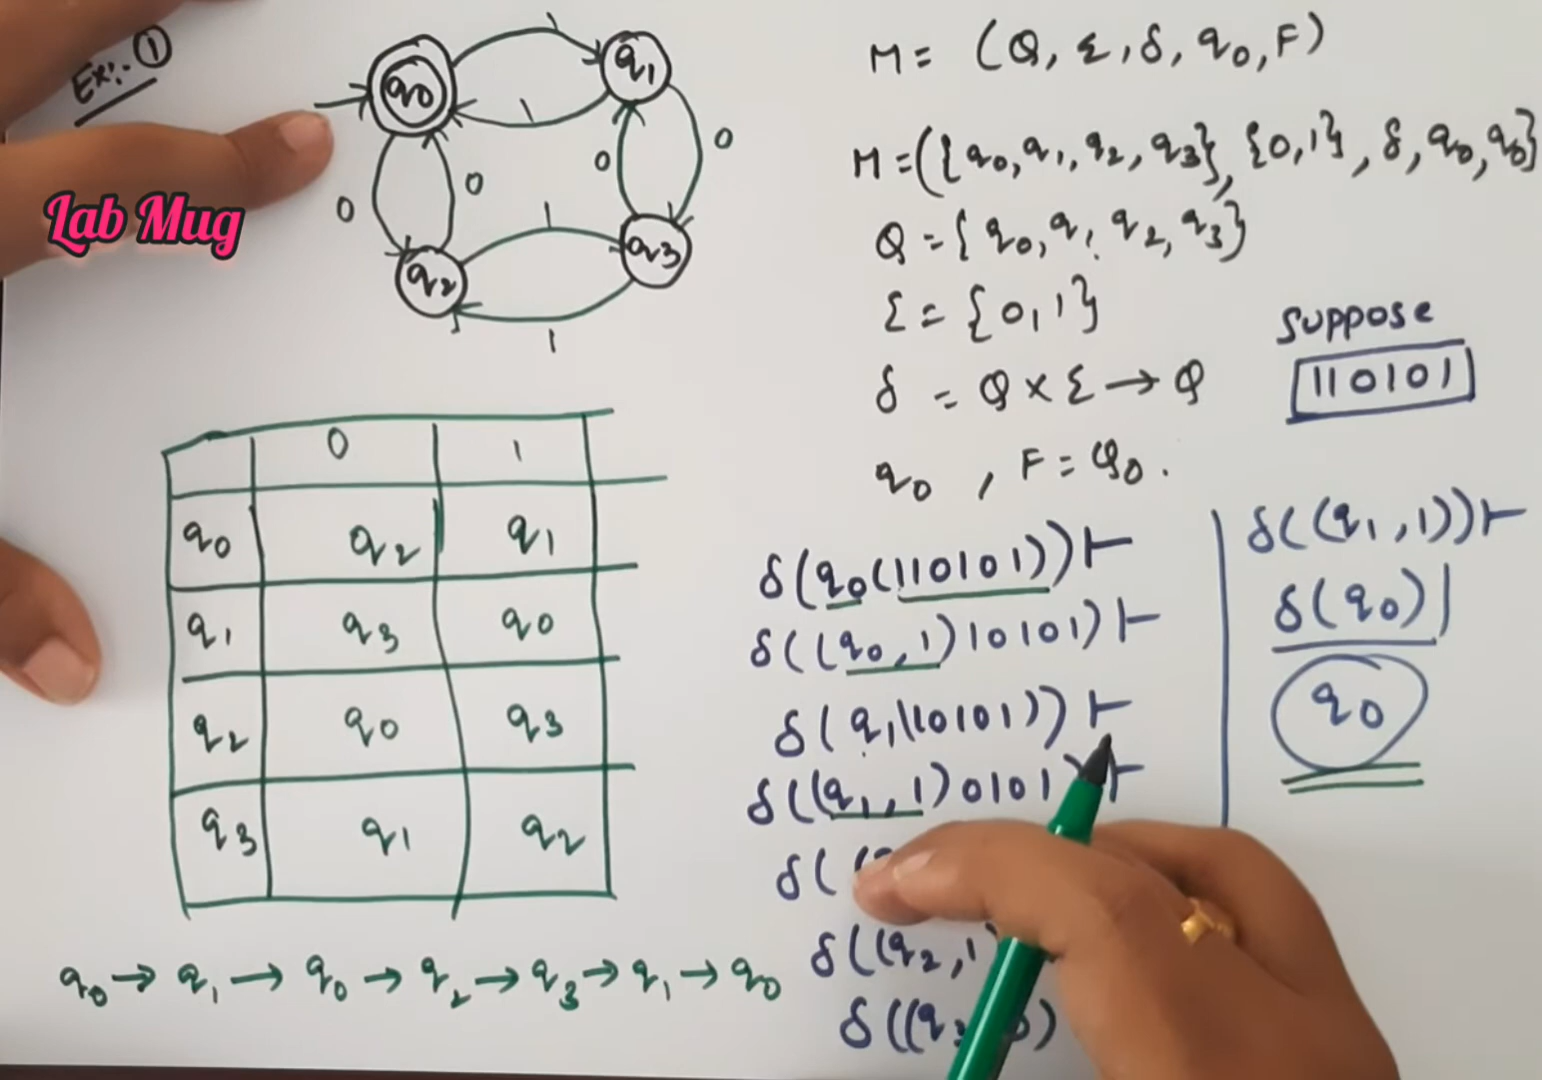 Ex:- ①
q0
1
q1
1
0
0
0
0
1
q2
q3
1
Lab Mug
M = (Q, Σ, δ, q0, F)
M = ({q0, q1, q2, q3}, {0, 1}, δ, q0, q0}
Q = {q0, q1 q2, q3}
Σ = {0, 1}
δ = Q × Σ → Q
q0 , F = q0 .
Suppose
110101
0 1
q0 q2 q1
q1 q3 q0
q2 q0 q3
q3 q1 q2
q0 → q1 → q0 → q2 → q3 → q1 → q0
δ(q0(110101)) ⊢
δ((q0, 1)10101) ⊢
δ(q1(10101)) ⊢
δ((q1, 1)0101) ⊢
δ(
δ((q2, 1
δ((q
δ((q1, 1)) ⊢
δ(q0)|
q0